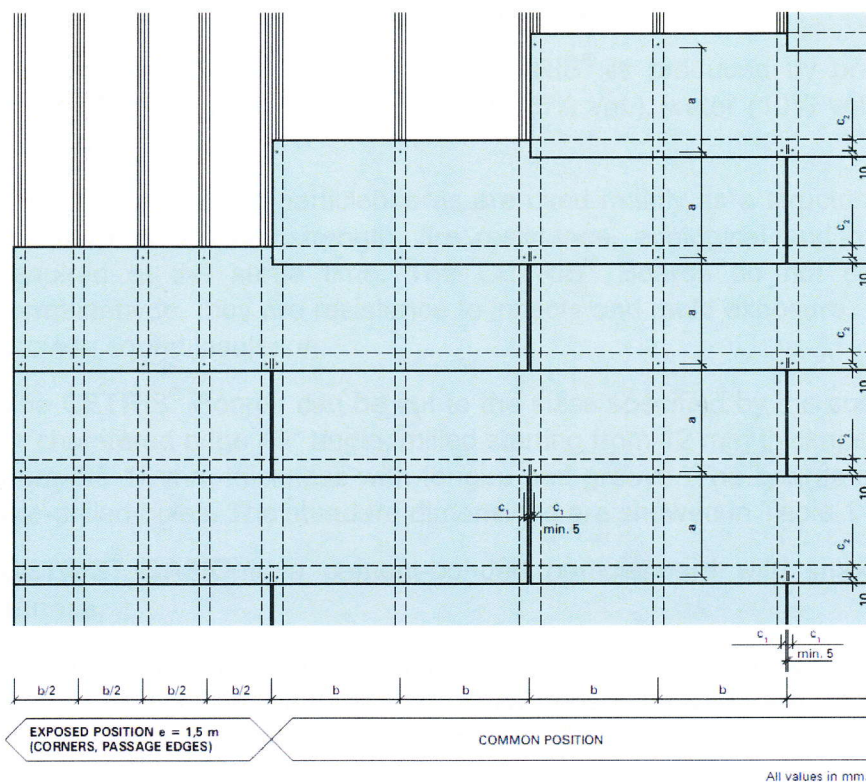 a
c₂
10
a
c₂
10
a
c₂
10
a
c₂
10
c₁ c₁
min. 5
a
c₂
10
c₁ c₁
min. 5
b/2 b/2 b/2 b/2 b b b b
EXPOSED POSITION e = 1,5 m
(CORNERS, PASSAGE EDGES)
COMMON POSITION
All values in mm